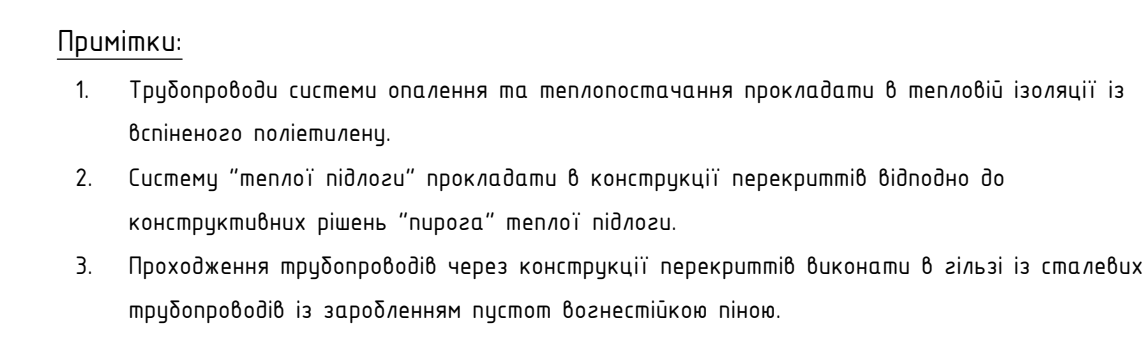 Примітки:
1. Трубопроводи системи опалення та теплопостачання прокладати в тепловій ізоляції із
вспіненого поліетилену.
2. Систему “теплої підлоги” прокладати в конструкції перекриттів відподно до
конструктивних рішень “пирога” теплої підлоги.
3. Проходження трубопроводів через конструкції перекриттів виконати в гільзі із сталевих
трубопроводів із заробленням пустот вогнестійкою піною.